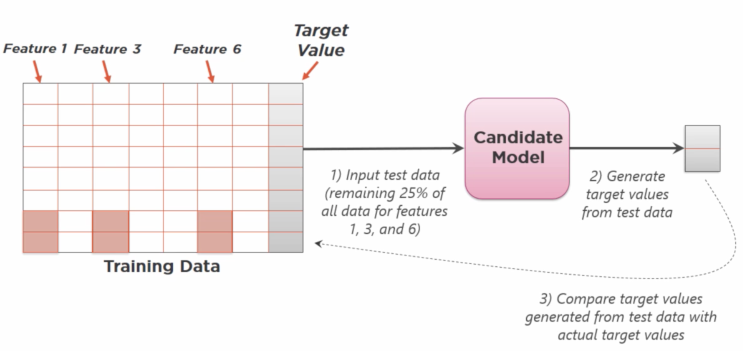 Feature 1 Feature 3
Feature 6
Target
Value
Training Data
1) Input test data
(remaining 25% of
all data for features
1, 3, and 6)
Candidate
Model
2) Generate
target values
from test data
3) Compare target values
generated from test data with
actual target values